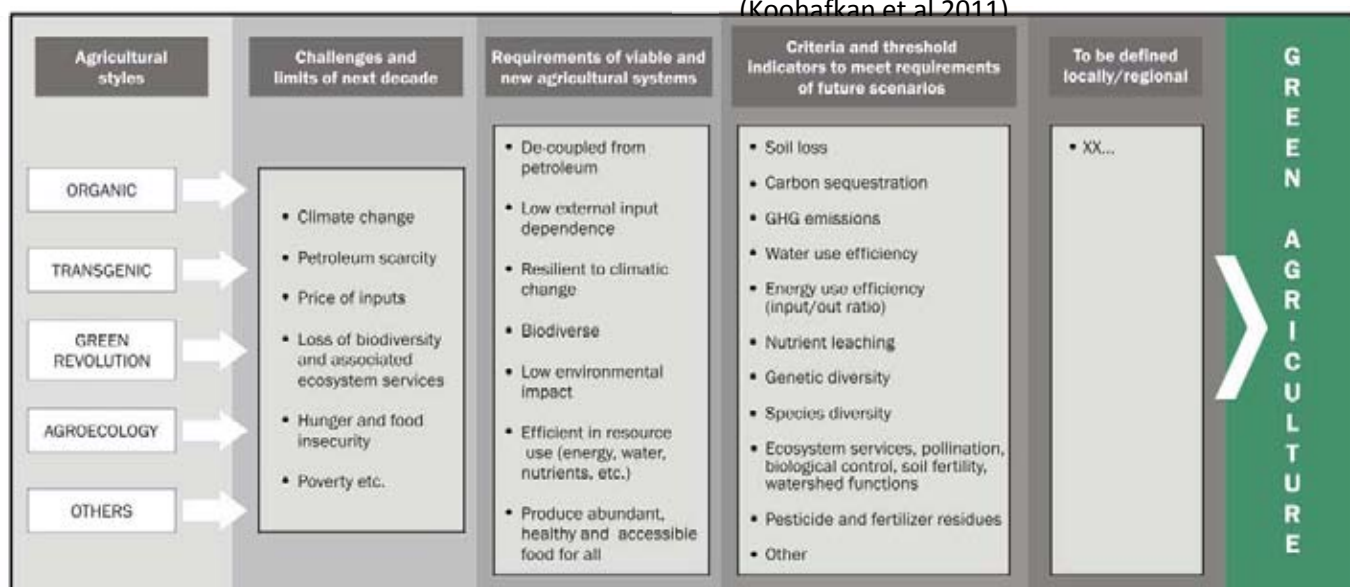 (Koohafkan et al 2011)
Agricultural
styles
ORGANIC
TRANSGENIC
GREEN
REVOLUTION
AGROECOLOGY
OTHERS
Challenges and
limits of next decade
• Climate change
• Petroleum scarcity
• Price of inputs
• Loss of biodiversity
and associated
ecosystem services
• Hunger and food
insecurity
• Poverty etc.
Requirements of viable and
new agricultural systems
• De-coupled from
petroleum
• Low external input
dependence
• Resilient to climatic
change
• Biodiverse
• Low environmental
impact
• Efficient in resource
use (energy, water,
nutrients, etc.)
• Produce abundant,
healthy and accessible
food for all
Criteria and threshold
indicators to meet requirements
of future scenarios
• Soil loss
• Carbon sequestration
• GHG emissions
• Water use efficiency
• Energy use efficiency
(input/out ratio)
• Nutrient leaching
• Genetic diversity
• Species diversity
• Ecosystem services, pollination,
biological control, soil fertility,
watershed functions
• Pesticide and fertilizer residues
• Other
To be defined
locally/regional
• XX...
GREEN AGRICULTURE